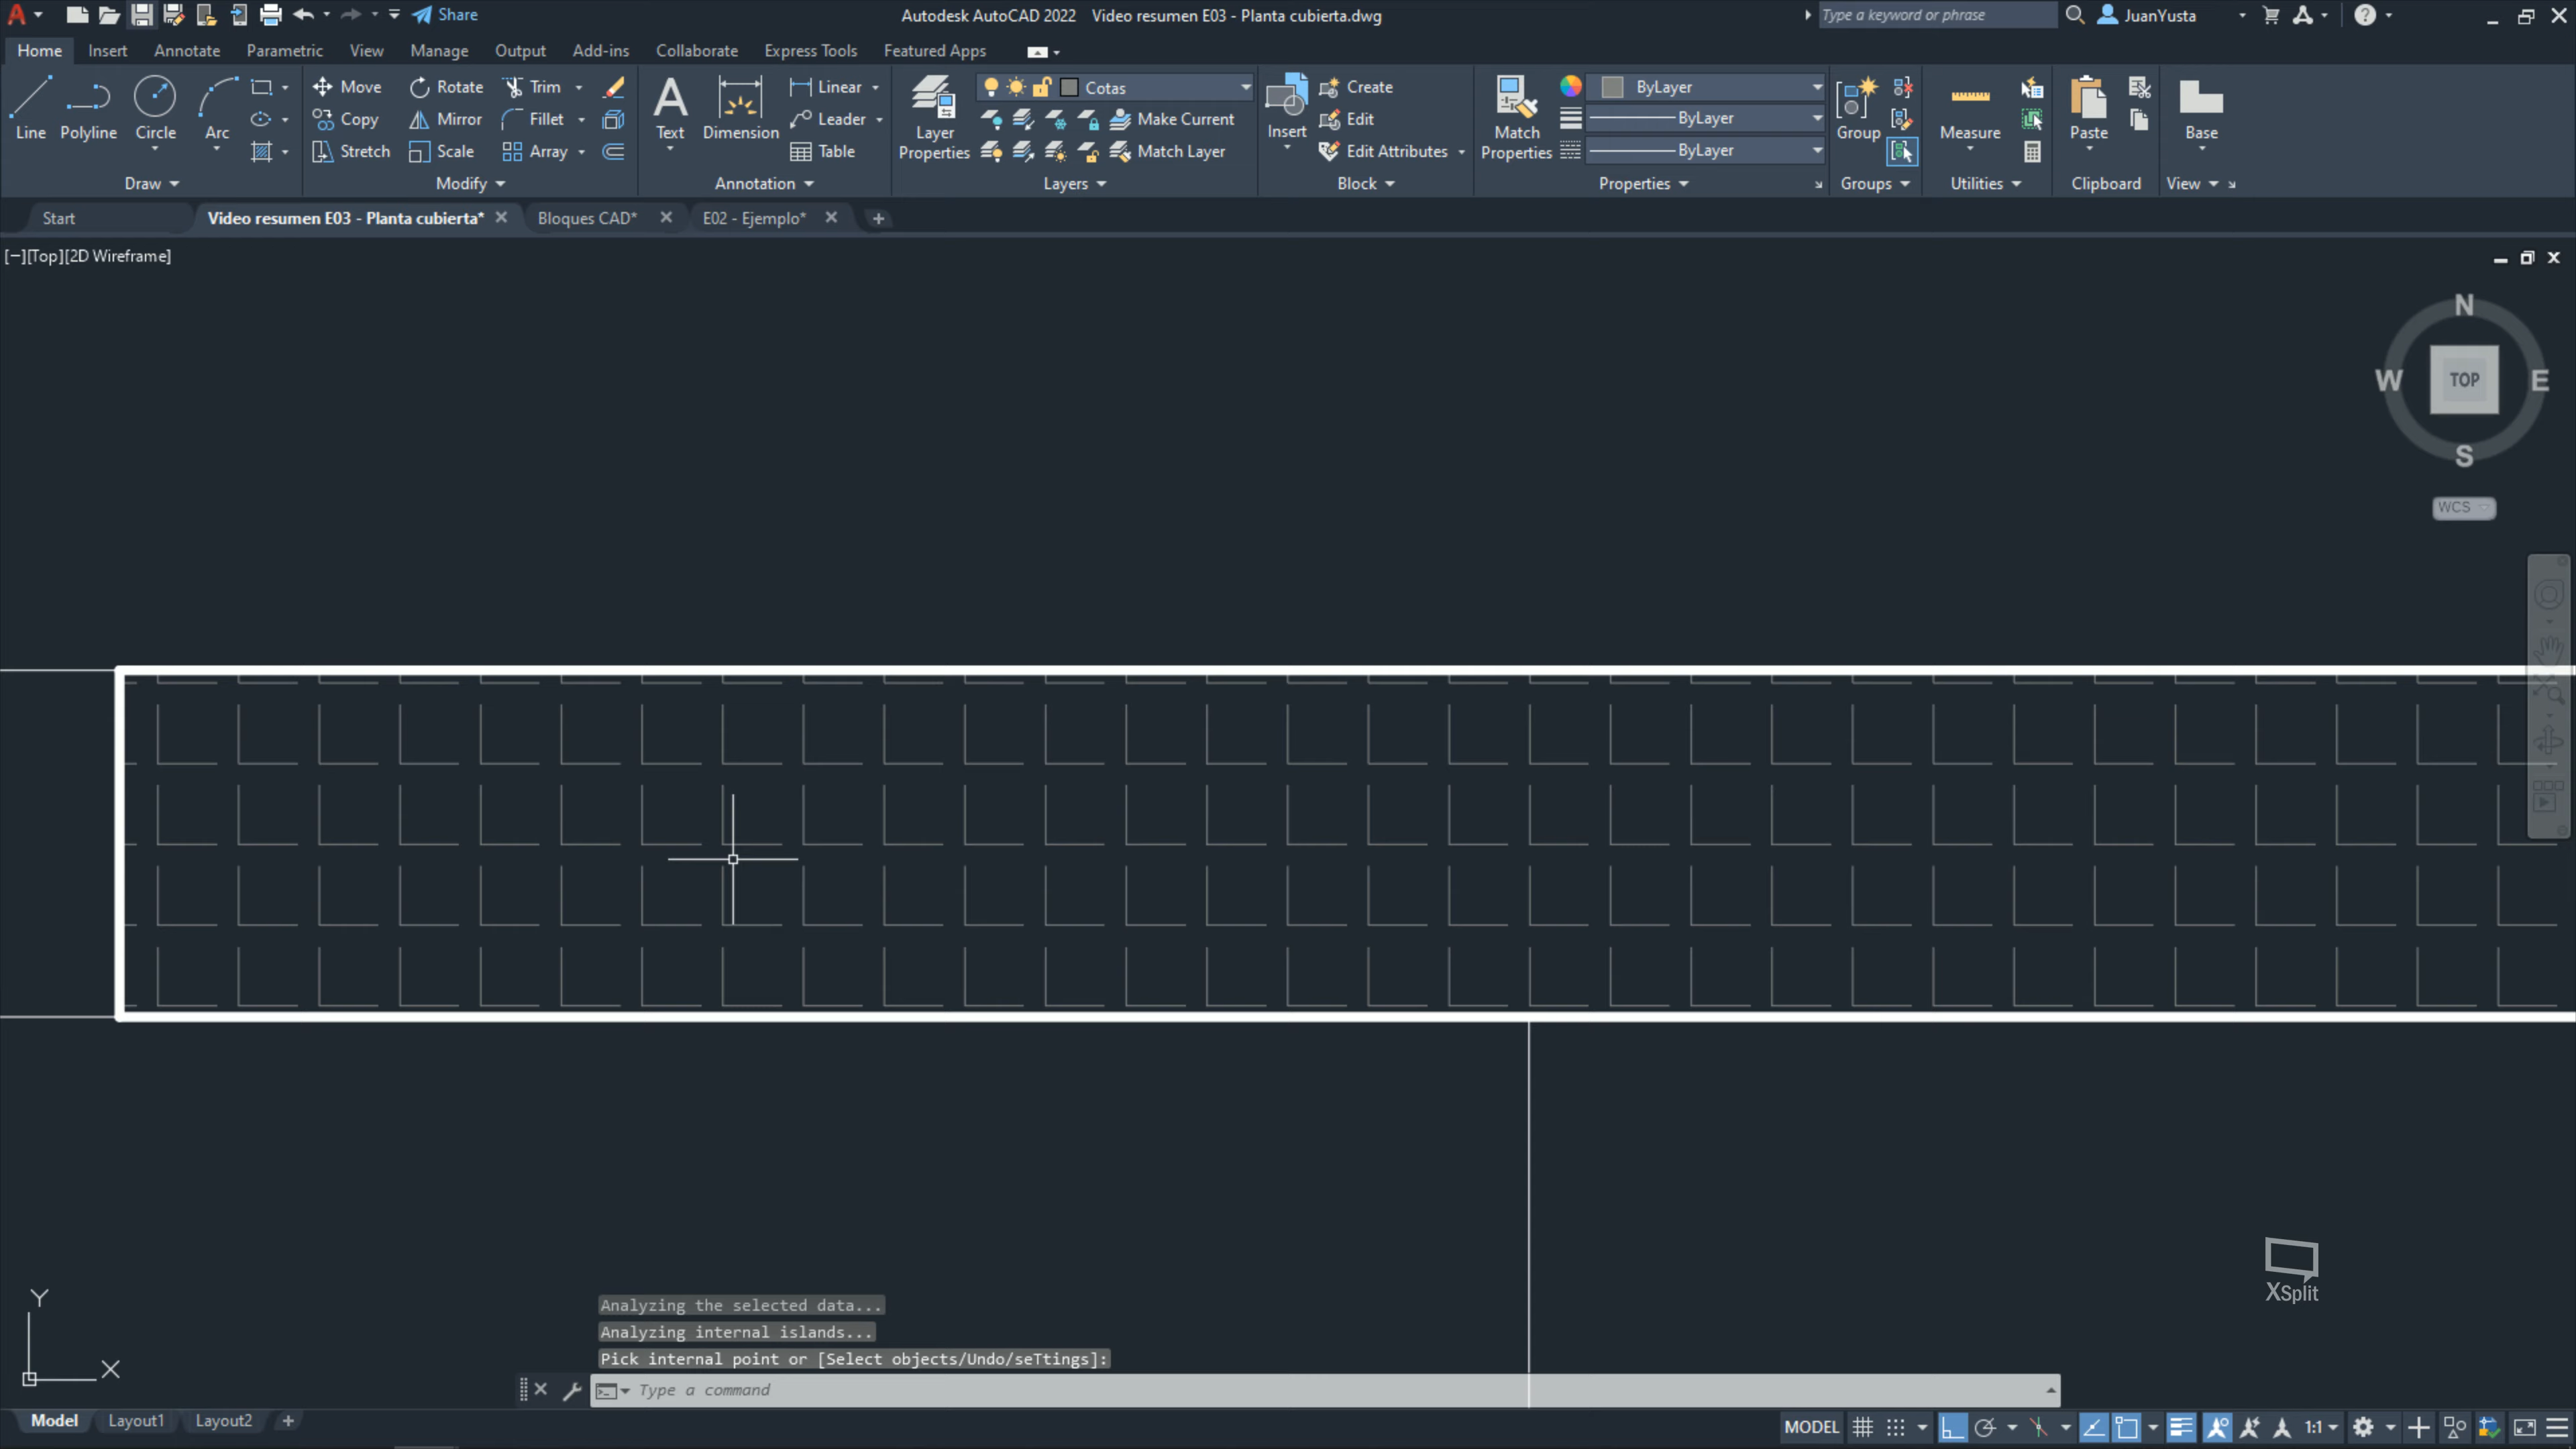 Share
Autodesk AutoCAD 2022 Video resumen E03 - Planta cubierta.dwg
Type a keyword or phrase
JuanYusta
Home Insert Annotate Parametric View Manage Output Add-ins Collaborate Express Tools Featured Apps
Line Polyline Circle Arc
Move Rotate Trim
Copy Mirror Fillet
Stretch Scale Array
Text Dimension
Linear
Leader
Table
Layer Properties
Cotas
Make Current
Match Layer
Insert
Create
Edit
Edit Attributes
Match Properties
ByLayer
ByLayer
ByLayer
Group
Measure
Paste
Base
Draw Modify Annotation Layers Block Properties Groups Utilities Clipboard View
Start Video resumen E03 - Planta cubierta* Bloques CAD* E02 - Ejemplo*
[−][Top][2D Wireframe]
N
W TOP E
S
WCS
XSplit
Y
X
Analyzing the selected data...
Analyzing internal islands...
Pick internal point or [Select objects/Undo/seTtings]:
Type a command
Model Layout1 Layout2
MODEL 1:1